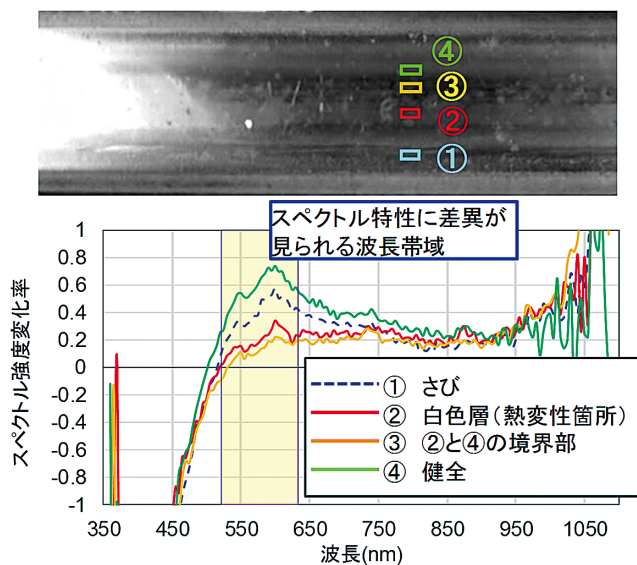 ④
③
②
①
スペクトル特性に差異が
見られる波長帯域
スペクトル強度変化率
1
0.8
0.6
0.4
0.2
0
-0.2
-0.4
-0.6
-0.8
-1
① さび
② 白色層(熱変性箇所)
③ ②と④の境界部
④ 健全
350 450 550 650 750 850 950 1050
波長(nm)